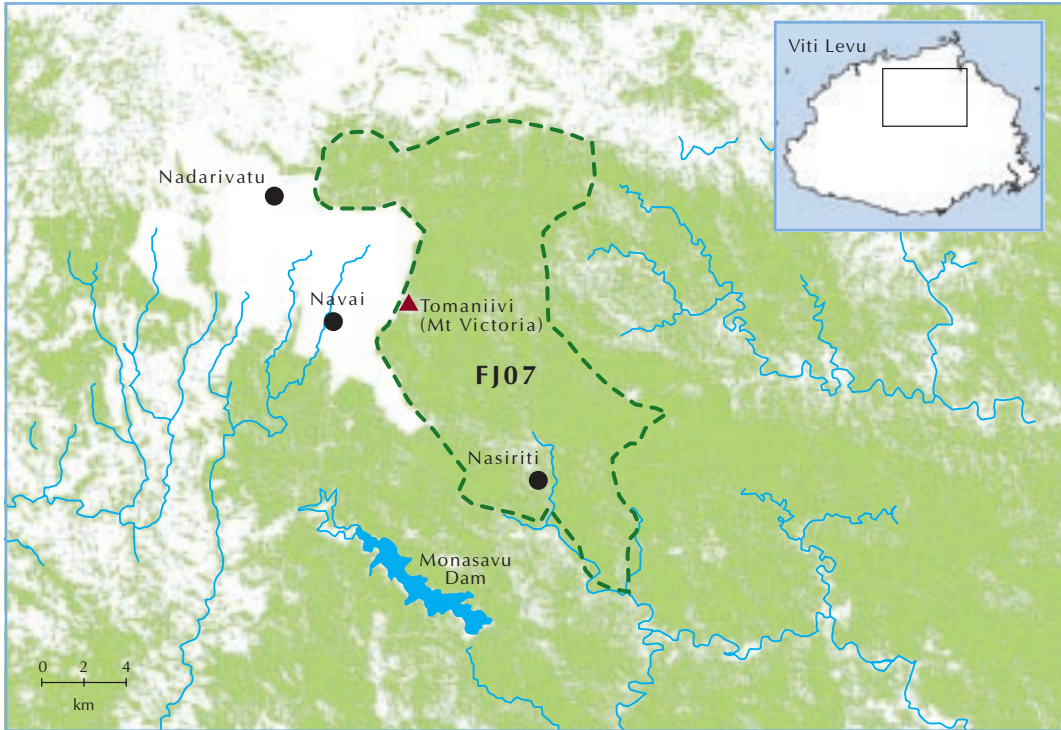 Viti Levu
Nadarivatu
Navai
Tomaniivi
(Mt Victoria)
FJ07
Nasiriti
Monasavu
Dam
0 2 4
km